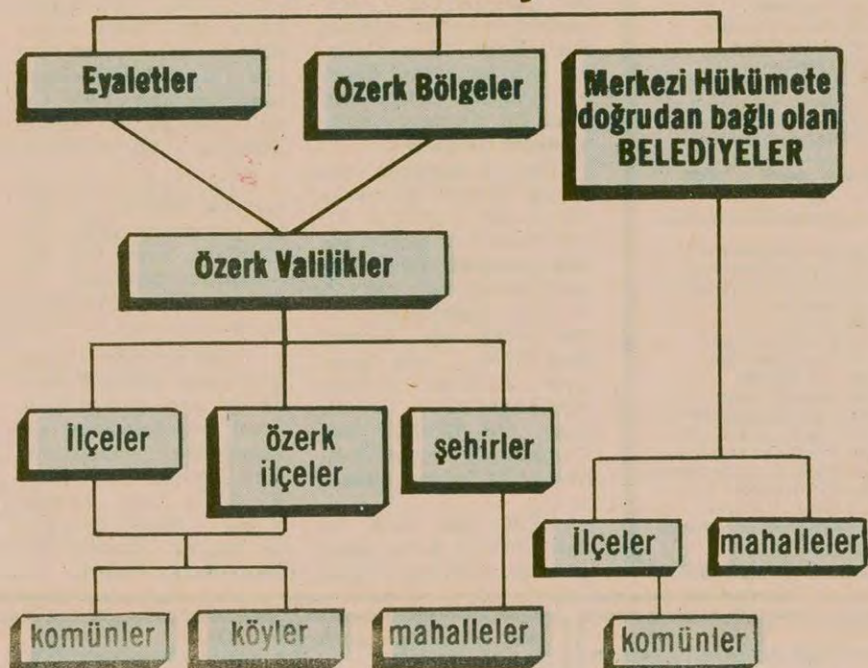 Eyaletler
Özerk Bölgeler
Merkezi Hükümete
doğrudan bağlı olan
BELEDİYELER
Özerk Valilikler
İlçeler
özerk
ilçeler
şehirler
İlçeler
mahalleler
komünler
köyler
mahalleler
komünler